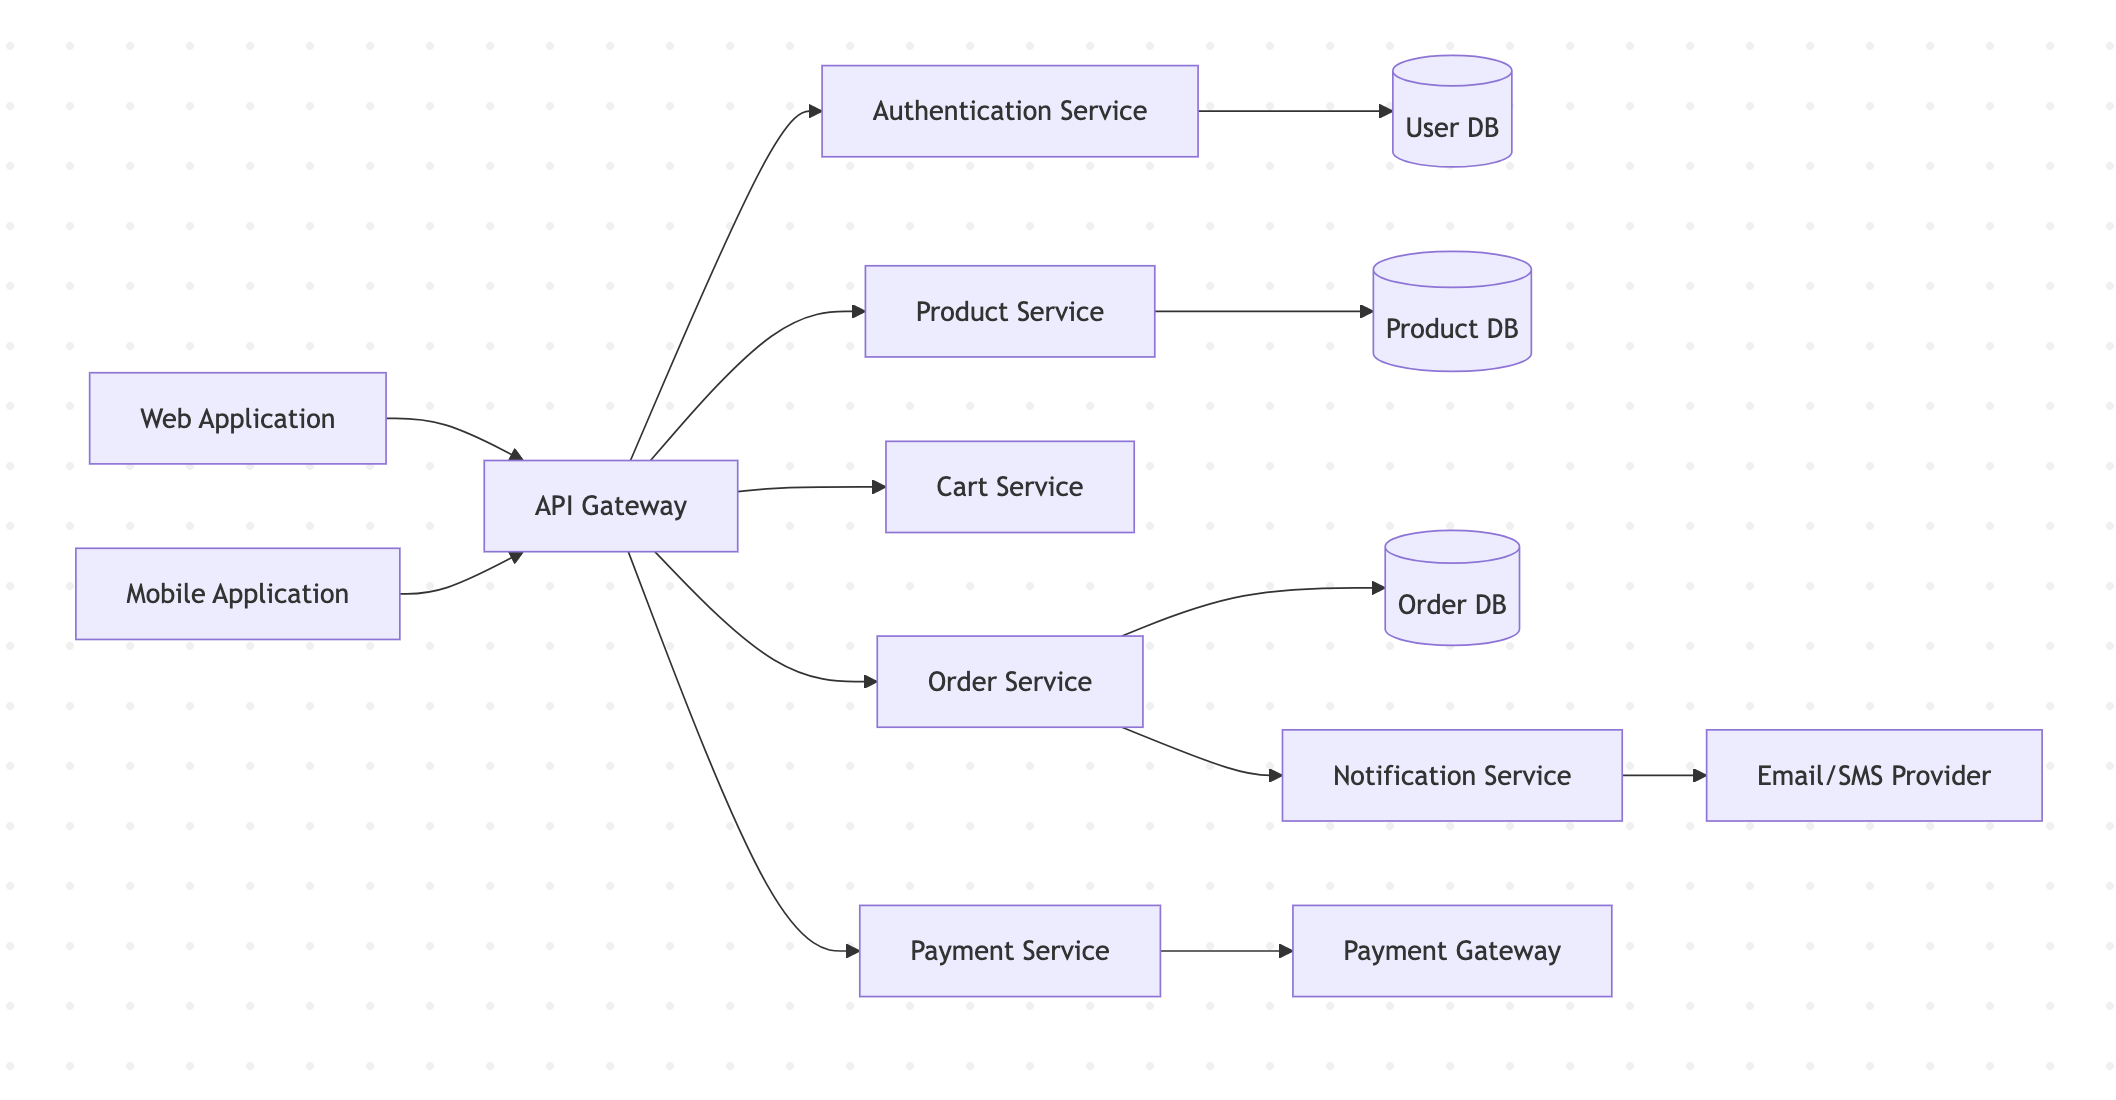 Authentication Service
User DB
Product Service
Product DB
Web Application
API Gateway
Cart Service
Mobile Application
Order DB
Order Service
Notification Service
Email/SMS Provider
Payment Service
Payment Gateway